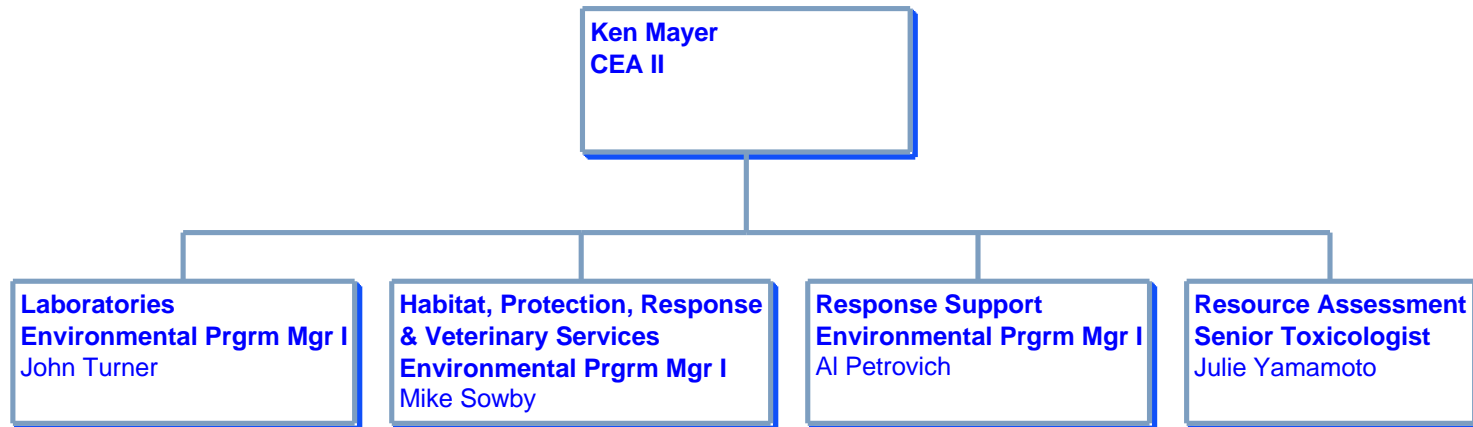 Ken Mayer
CEA II
Laboratories
Environmental Prgrm Mgr I
John Turner
Habitat, Protection, Response
& Veterinary Services
Environmental Prgrm Mgr I
Mike Sowby
Response Support
Environmental Prgrm Mgr I
Al Petrovich
Resource Assessment
Senior Toxicologist
Julie Yamamoto